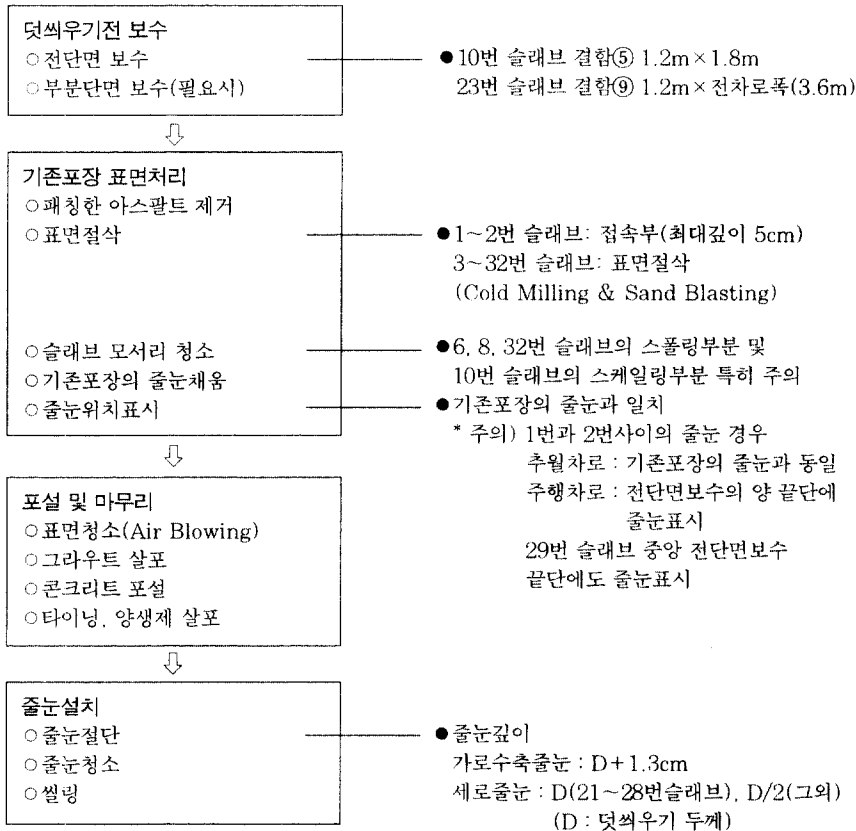 덧씌우기전 보수
○전단면 보수
○부분단면 보수(필요시)
●10번 슬래브 결함⑤ 1.2m×1.8m
23번 슬래브 결함⑨ 1.2m×전차로폭(3.6m)
기존포장 표면처리
○패칭한 아스팔트 제거
○표면절삭
○슬래브 모서리 청소
○기존포장의 줄눈채움
○줄눈위치표시
●1~2번 슬래브: 접속부(최대깊이 5cm)
3~32번 슬래브: 표면절삭
(Cold Milling & Sand Blasting)
●6, 8, 32번 슬래브의 스폴링부분 및
10번 슬래브의 스케일링부분 특히 주의
●기존포장의 줄눈과 일치
* 주의) 1번과 2번사이의 줄눈 경우
추월차로 : 기존포장의 줄눈과 동일
주행차로 : 전단면보수의 양 끝단에
줄눈표시
29번 슬래브 중앙 전단면보수
끝단에도 줄눈표시
포설 및 마무리
○표면청소(Air Blowing)
○그라우트 살포
○콘크리트 포설
○타이닝, 양생제 살포
줄눈설치
○줄눈절단
○줄눈청소
○씰링
●줄눈깊이
가로수축줄눈 : D+1.3cm
세로줄눈 : D(21~28번슬래브), D/2(그외)
(D : 덧씌우기 두께)